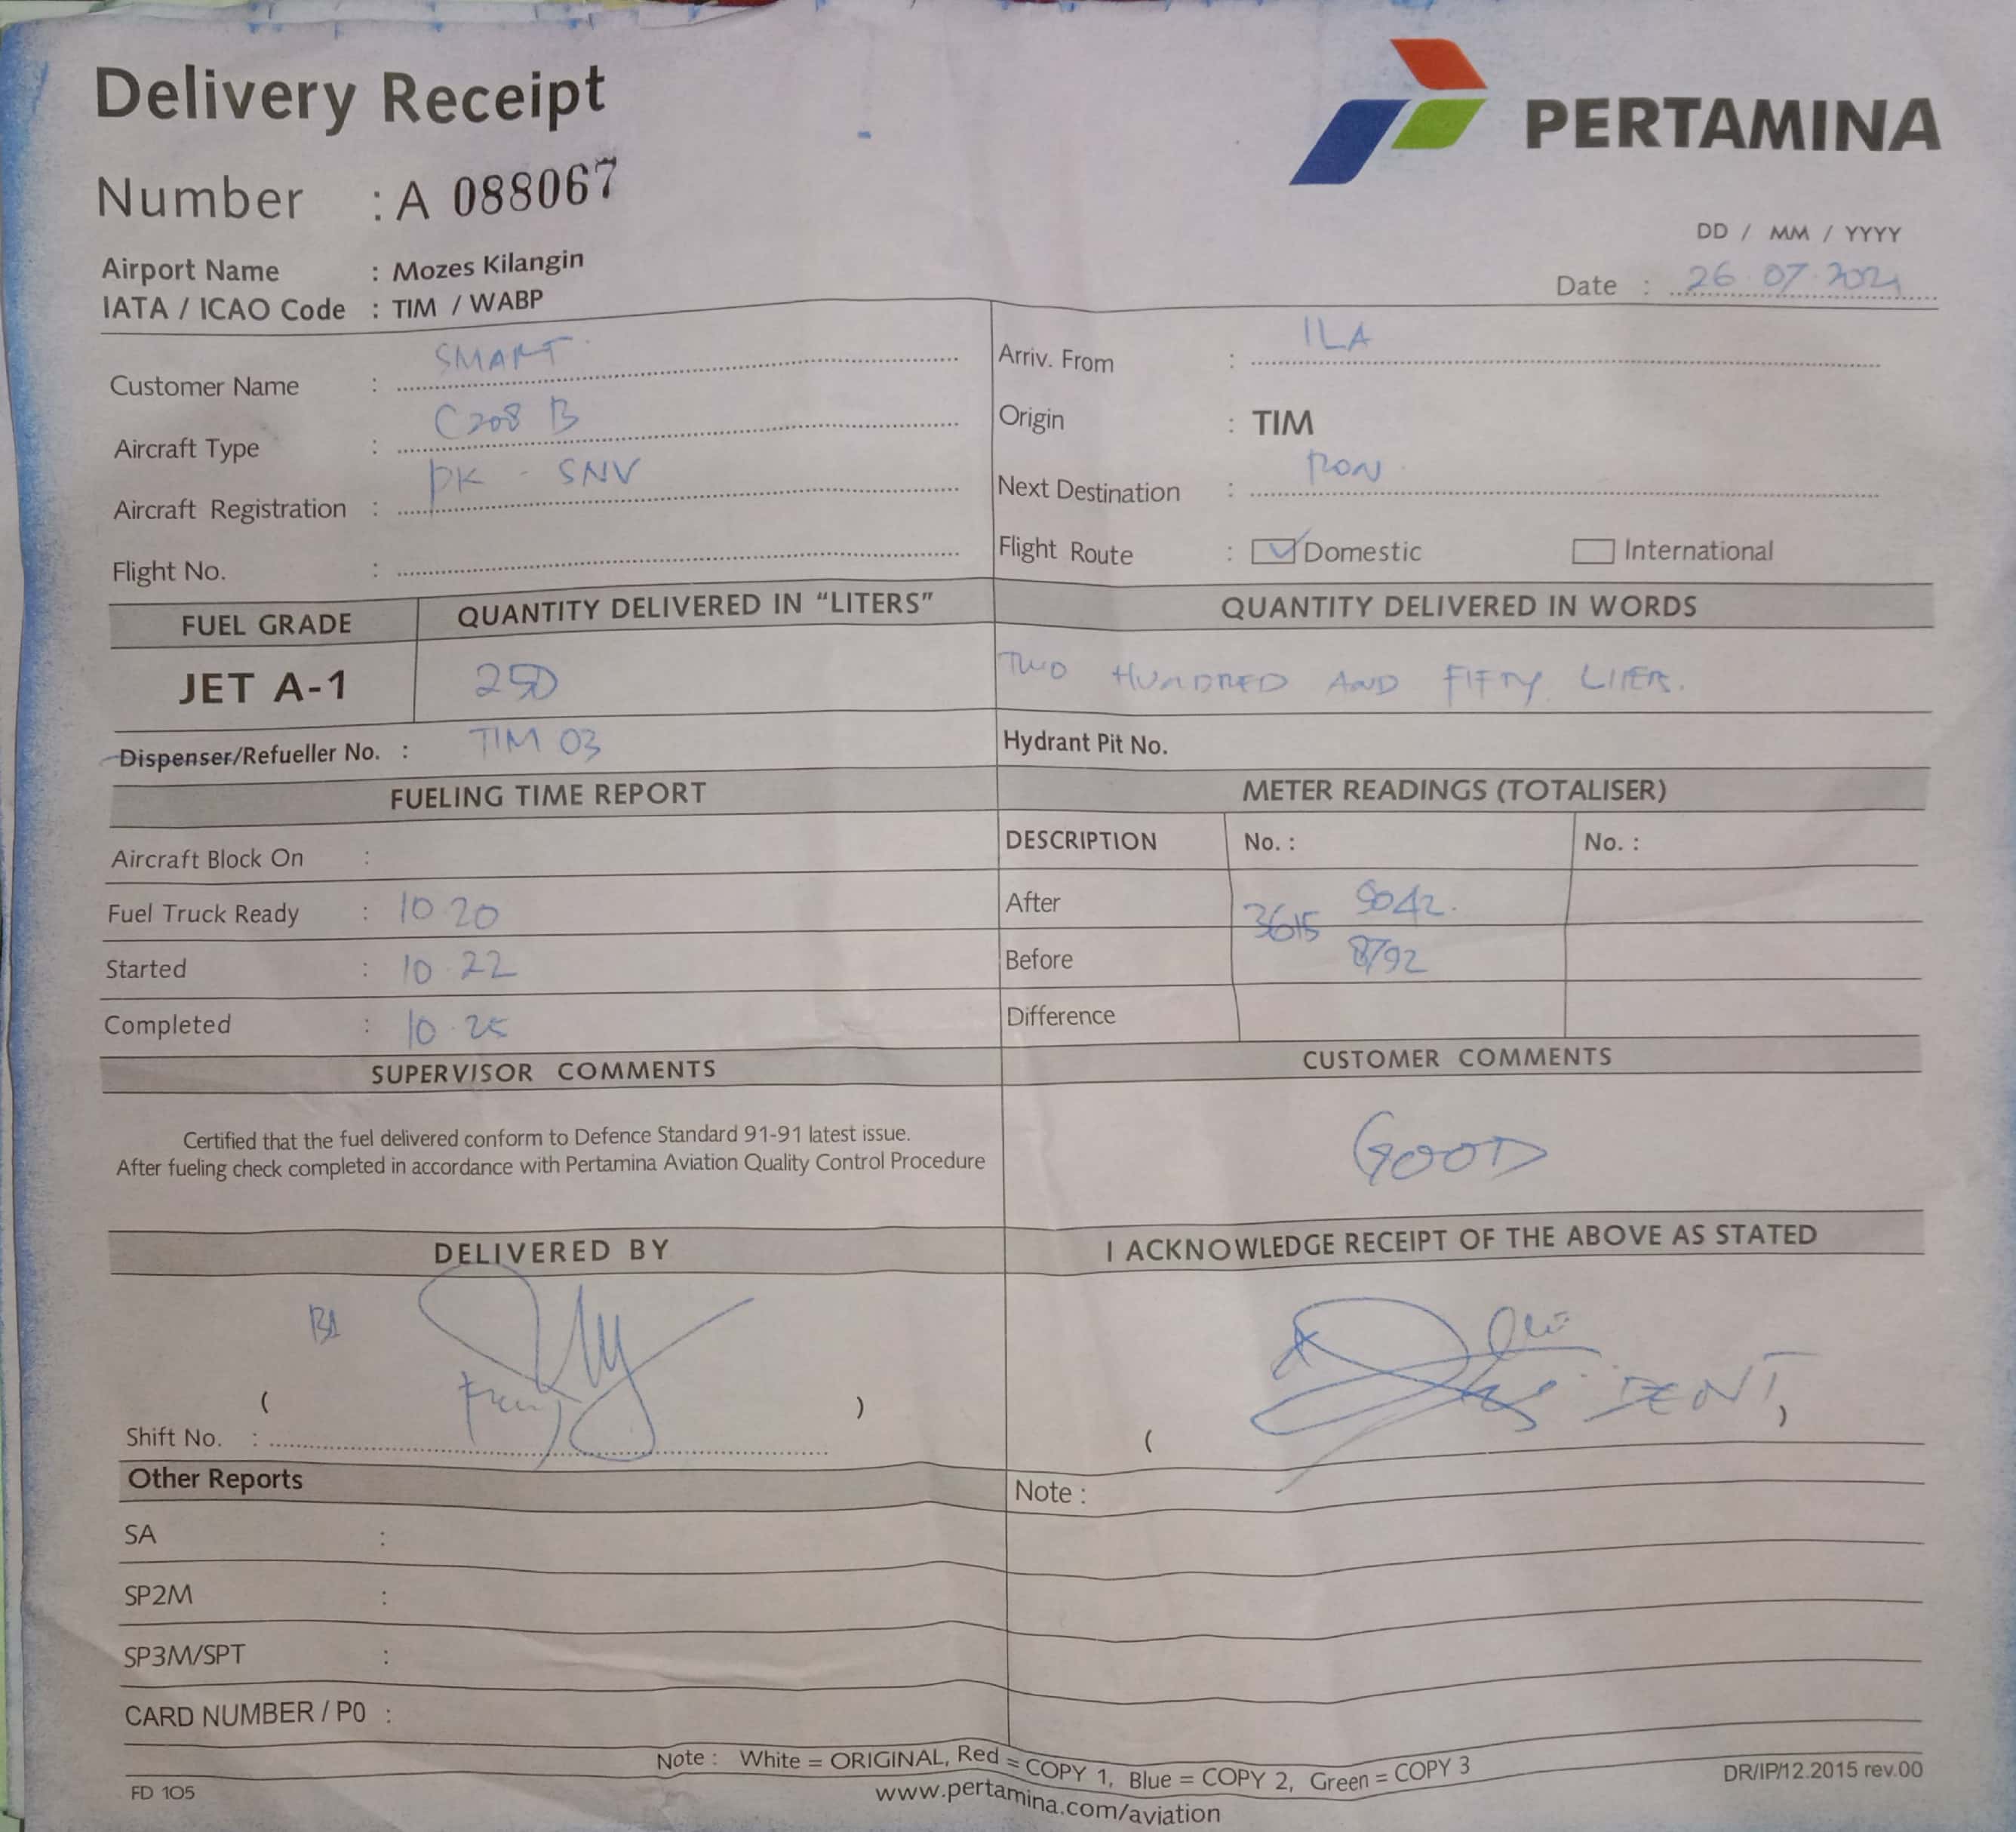 Delivery Receipt
PERTAMINA
Number : A 088067
DD / MM / YYYY
Airport Name : Mozes Kilangin
Date : 26.07.2021
IATA / ICAO Code : TIM / WABP
Customer Name : SMART
Arriv. From : ILA
Aircraft Type : C208 B
Origin : TIM
Aircraft Registration : PK - SNV
Next Destination : RON
Flight No. :
Flight Route : Domestic International
FUEL GRADE QUANTITY DELIVERED IN "LITERS" QUANTITY DELIVERED IN WORDS
JET A-1 250 TWO HUNDRED AND FIFTY LITER.
Dispenser/Refueller No. : TIM 03 Hydrant Pit No.
FUELING TIME REPORT METER READINGS (TOTALISER)
Aircraft Block On : DESCRIPTION No. : No. :
Fuel Truck Ready : 10 20 After 3615 9042.
Started : 10.22 Before 8792
Completed : 10.25 Difference
SUPERVISOR COMMENTS CUSTOMER COMMENTS
Certified that the fuel delivered conform to Defence Standard 91-91 latest issue.
After fueling check completed in accordance with Pertamina Aviation Quality Control Procedure
GOOD
DELIVERED BY I ACKNOWLEDGE RECEIPT OF THE ABOVE AS STATED
( ) ( )
Shift No. :
Other Reports Note :
SA :
SP2M :
SP3M/SPT :
CARD NUMBER / P0 :
Note : White = ORIGINAL, Red = COPY 1, Blue = COPY 2, Green = COPY 3
FD 105 www.pertamina.com/aviation DR/IP/12.2015 rev.00